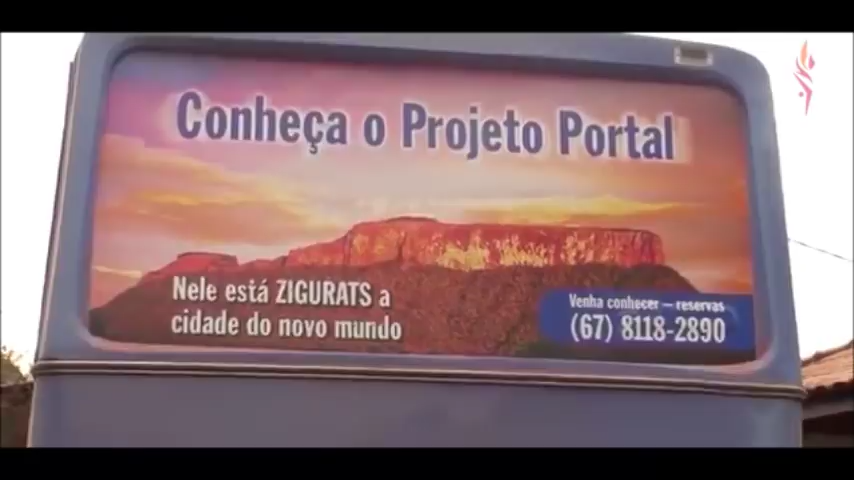 Conheça o Projeto Portal
Nele está ZIGURATS a
cidade do novo mundo
Venha conhecer – reservas
(67) 8118-2890